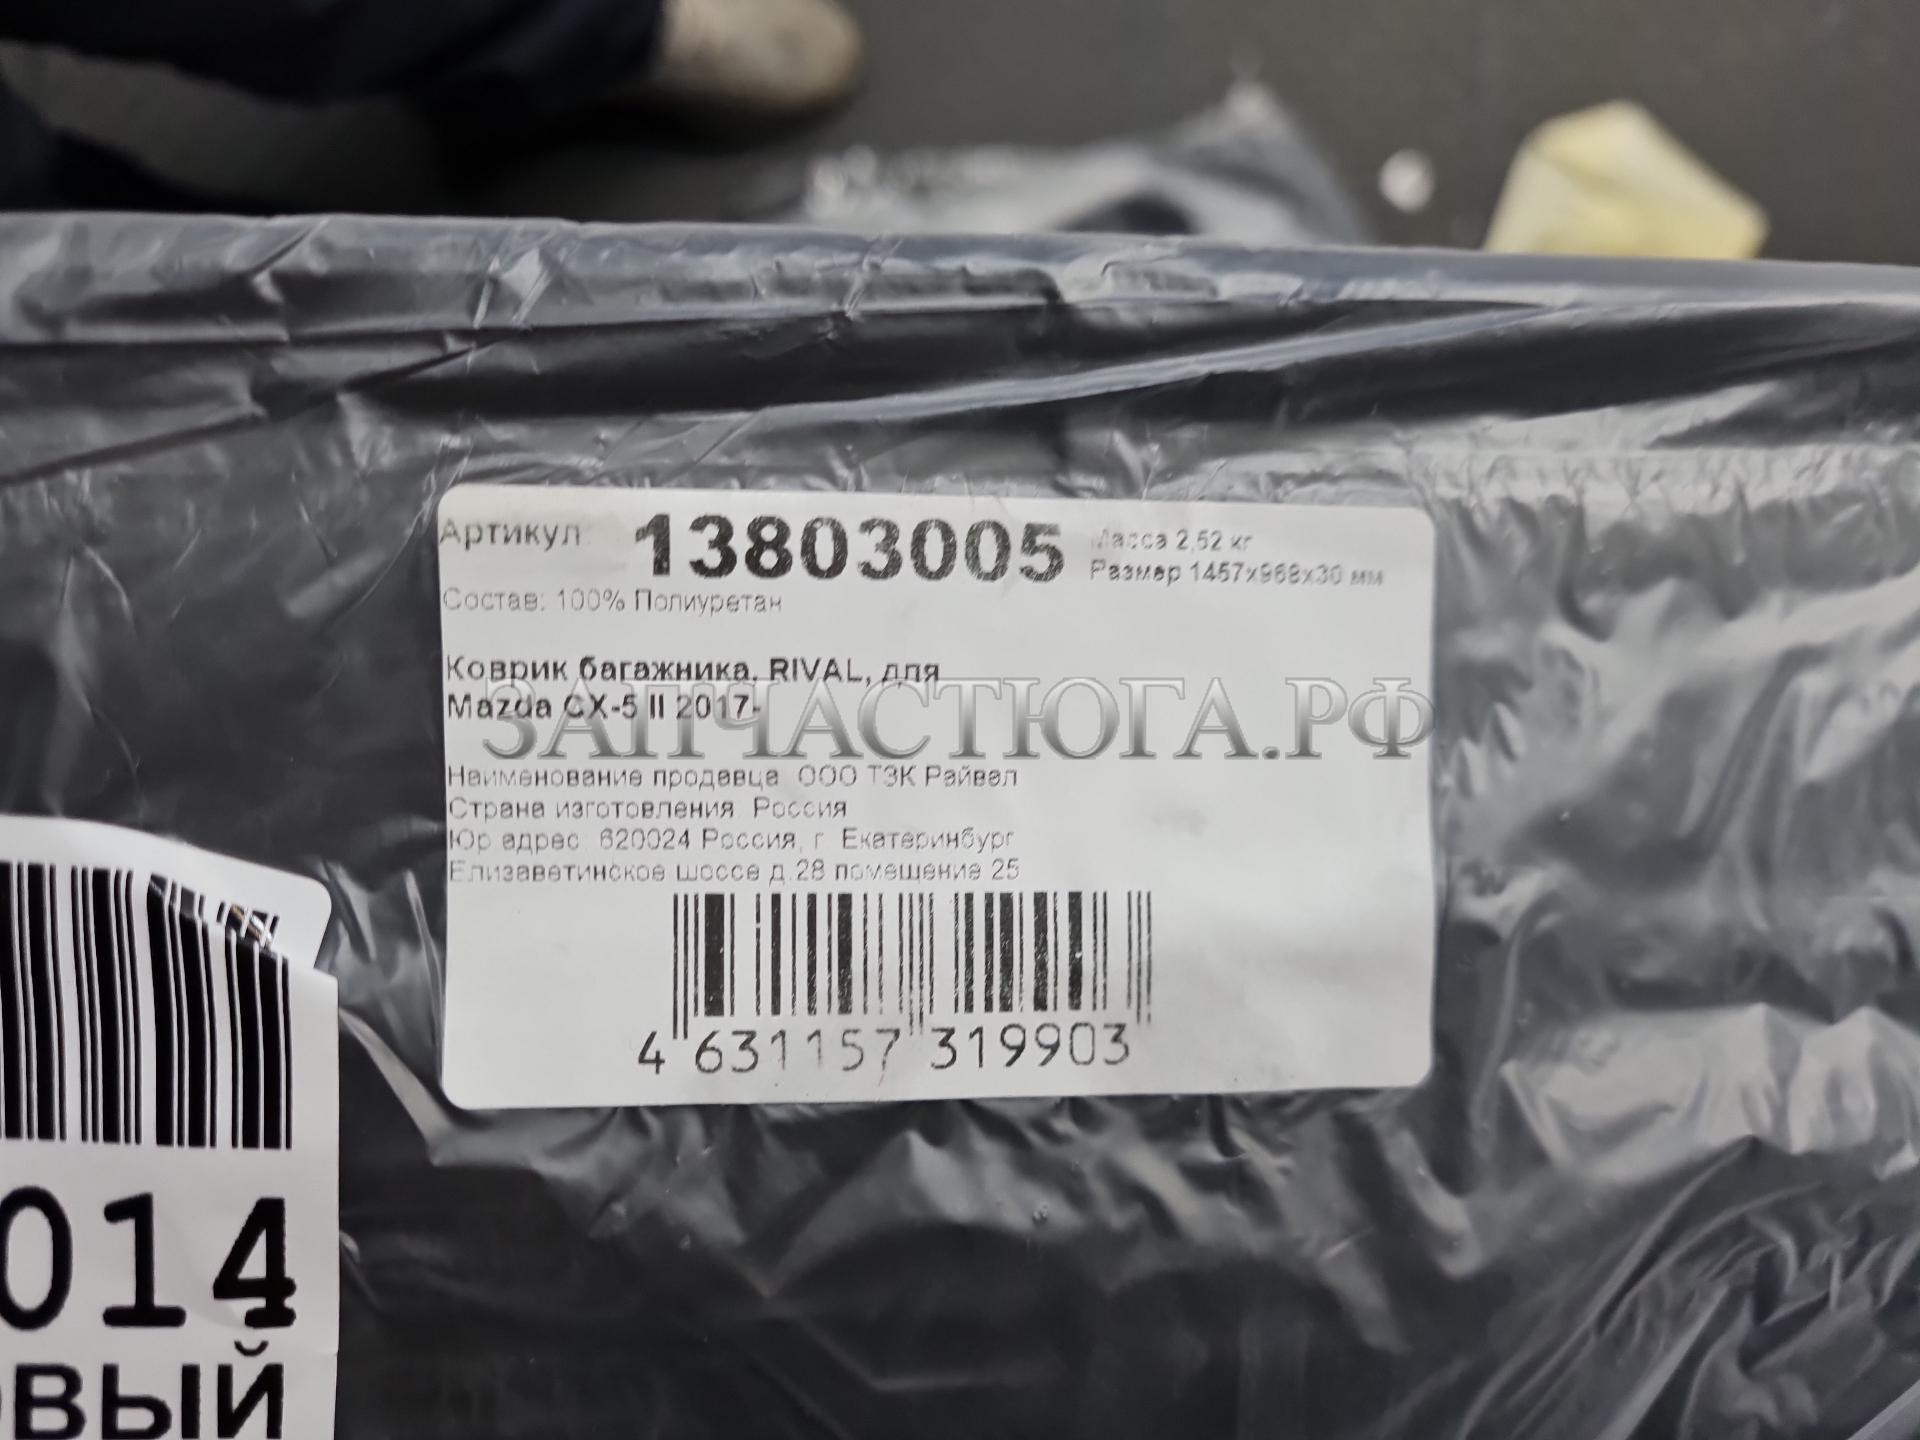 Артикул: 13803005
Масса 2,52 кг
Размер 1457х968х30 мм
Состав: 100% Полиуретан
Коврик багажника, RIVAL, для
Mazda CX-5 II 2017-
ЗАПЧАСТЮГА.РФ
Наименование продавца: ООО ТЗК Райвал
Страна изготовления: Россия
Юр адрес: 620024 Россия, г. Екатеринбург
Елизаветинское шоссе д.28 помещение 25
4 631157 319903
014
овый